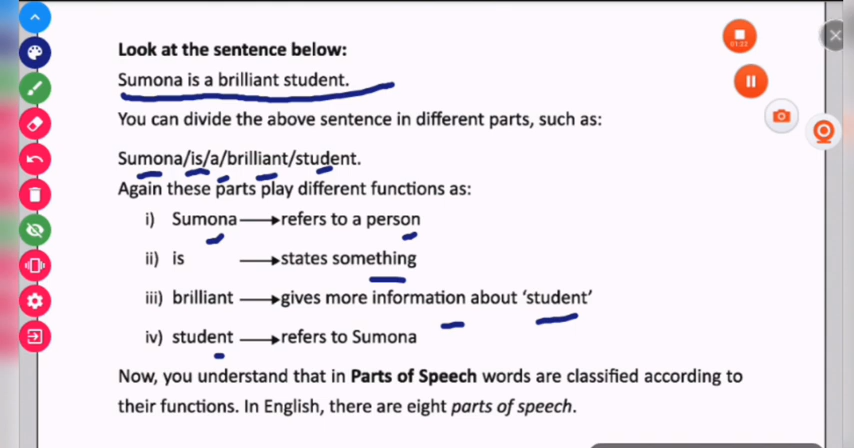 Look at the sentence below:
Sumona is a brilliant student.
You can divide the above sentence in different parts, such as:
Sumona/is/a/brilliant/student.
Again these parts play different functions as:
i) Sumona→refers to a person
ii) is →states something
iii) brilliant →gives more information about ‘student’
iv) student →refers to Sumona
Now, you understand that in Parts of Speech words are classified according to
their functions. In English, there are eight parts of speech.
01:22